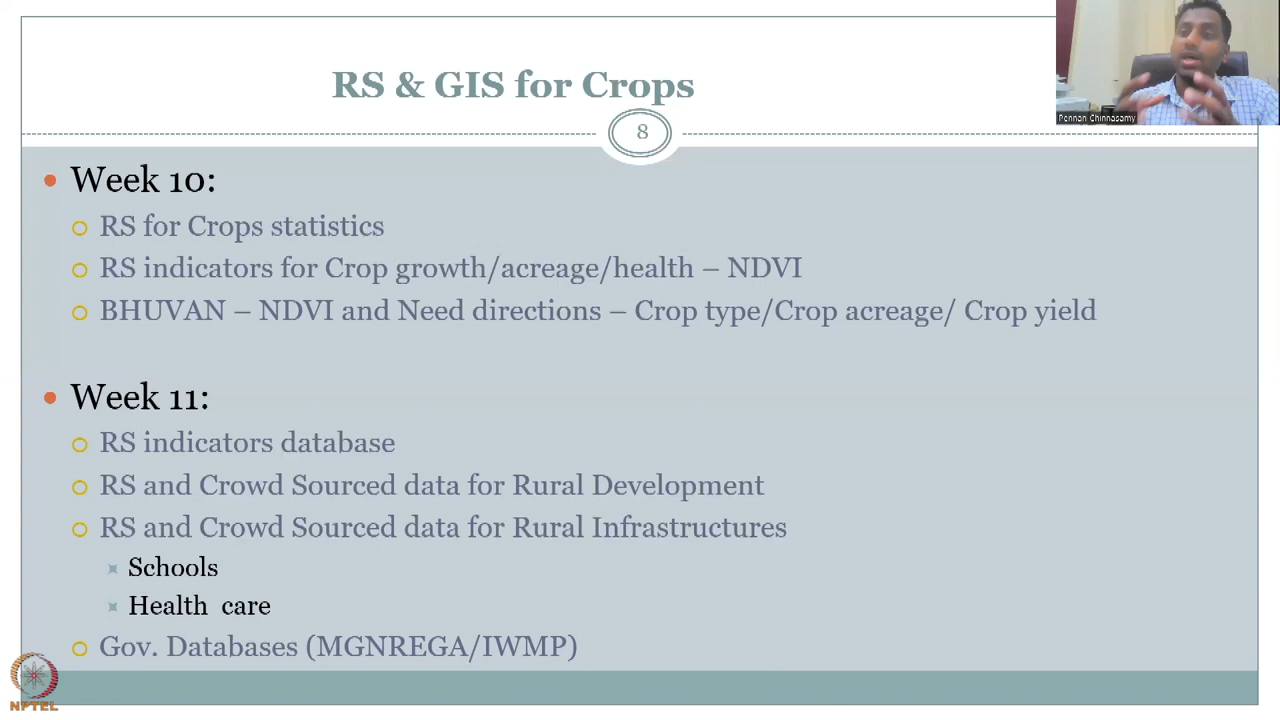 RS & GIS for Crops
Pennan Chinnasamy
8
Week 10:
RS for Crops statistics
RS indicators for Crop growth/acreage/health – NDVI
BHUVAN – NDVI and Need directions – Crop type/Crop acreage/ Crop yield
Week 11:
RS indicators database
RS and Crowd Sourced data for Rural Development
RS and Crowd Sourced data for Rural Infrastructures
Schools
Health care
Gov. Databases (MGNREGA/IWMP)
NPTEL